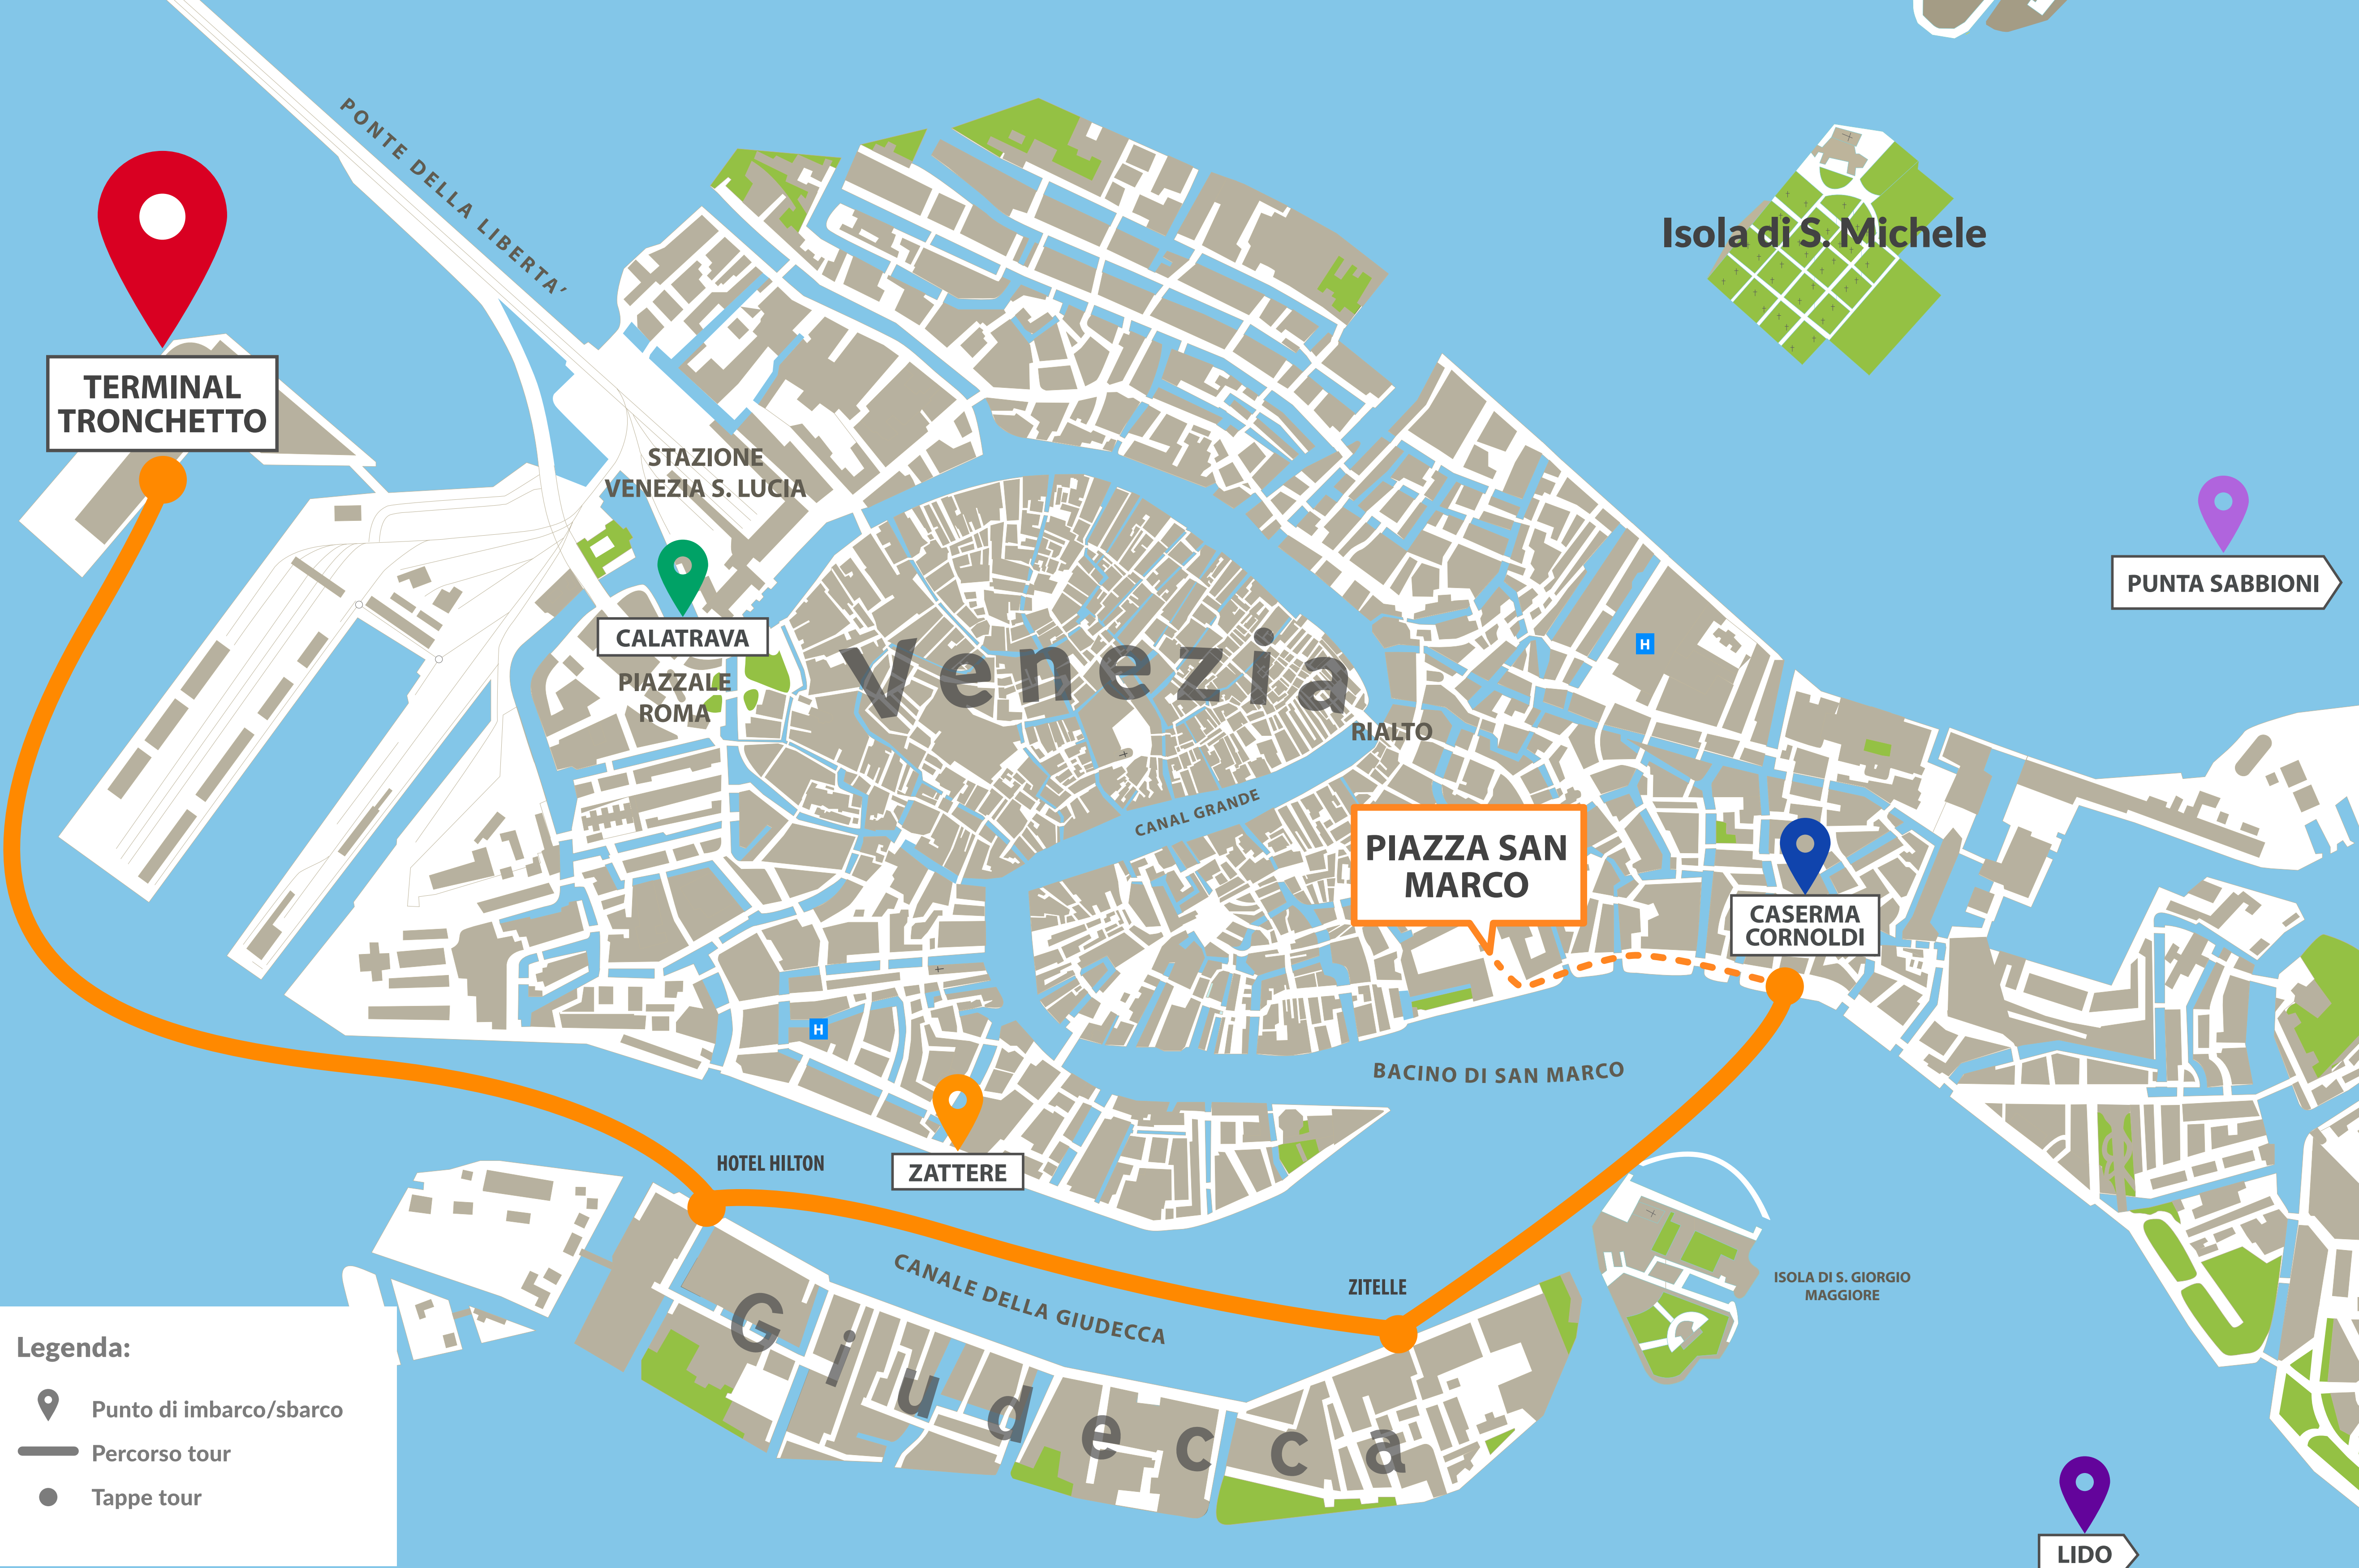 PONTE DELLA LIBERTA’
Isola di S. Michele
TERMINAL
TRONCHETTO
STAZIONE
VENEZIA S. LUCIA
PUNTA SABBIONI
CALATRAVA
H
PIAZZALE
ROMA
Venezia
RIALTO
CANAL GRANDE
PIAZZA SAN
MARCO
CASERMA
CORNOLDI
H
BACINO DI SAN MARCO
HOTEL HILTON
ZATTERE
CANALE DELLA GIUDECCA
ZITELLE
ISOLA DI S. GIORGIO
MAGGIORE
Giudecca
Legenda:
Punto di imbarco/sbarco
Percorso tour
Tappe tour
LIDO